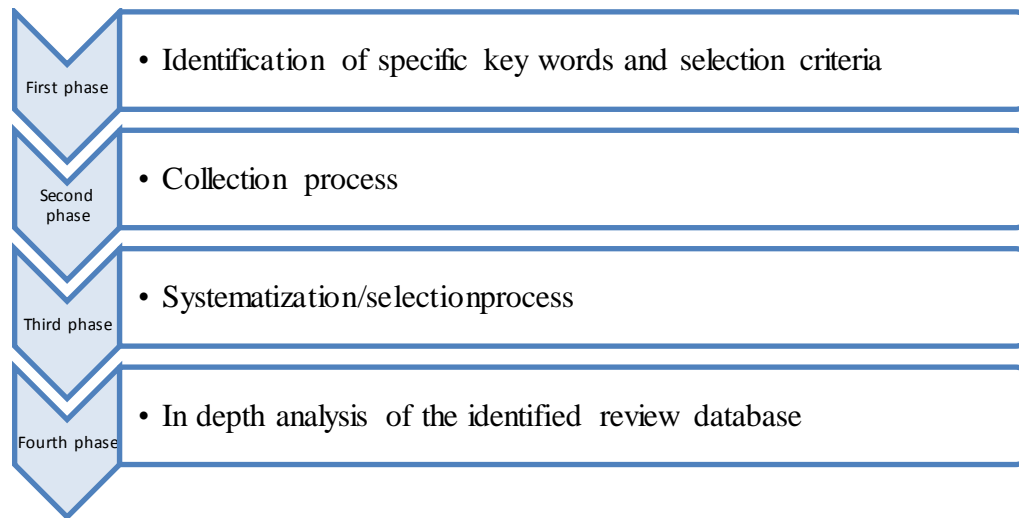 First phase
• Identification of specific key words and selection criteria
Second
phase
• Collection process
Third phase
• Systematization/selectionprocess
Fourth phase
• In depth analysis of the identified review database